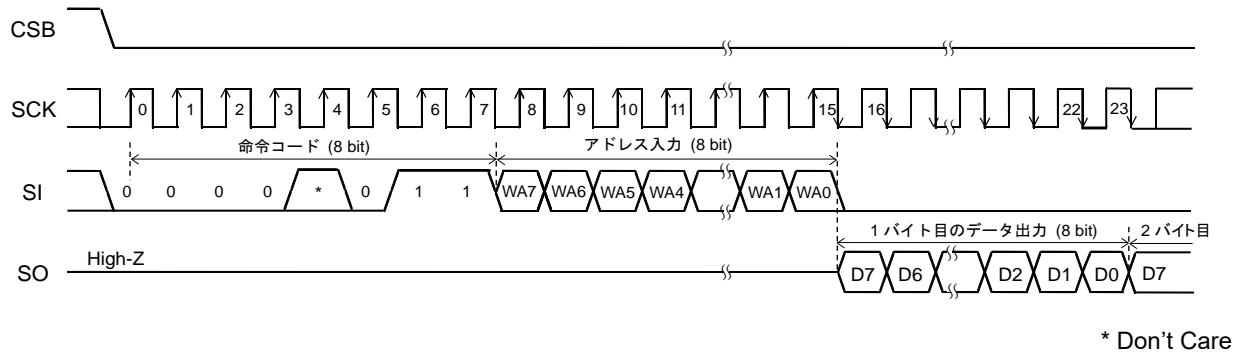 CSB
SCK 0 1 2 3 4 5 6 7 8 9 10 11 15 16 22 23
命令コード (8 bit) アドレス入力 (8 bit)
SI 0 0 0 0 * 0 1 1 WA7 WA6 WA5 WA4 WA1 WA0
1 バイト目のデータ出力 (8 bit) 2 バイト目
High-Z
SO D7 D6 D2 D1 D0 D7
* Don't Care